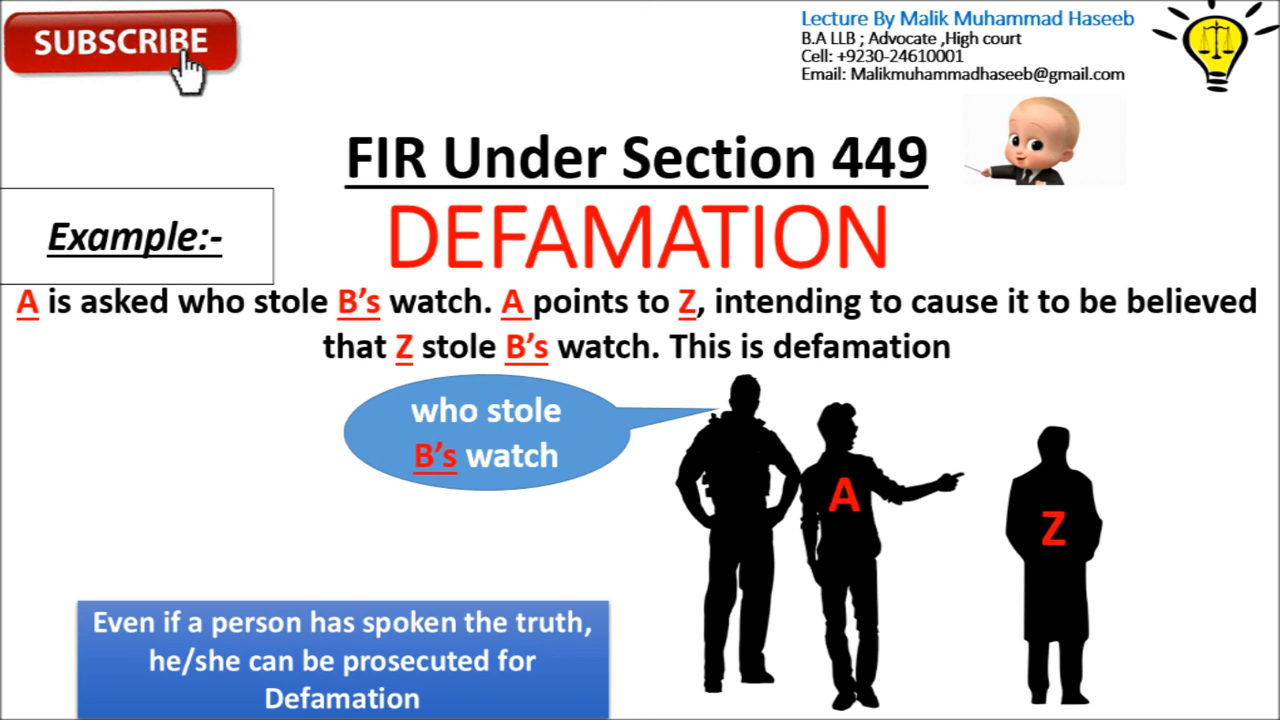 SUBSCRIBE
Lecture By Malik Muhammad Haseeb
B.A LLB ; Advocate ,High court
Cell: +9230-24610001
Email: Malikmuhammadhaseeb@gmail.com
FIR Under Section 449
DEFAMATION
Example:-
A is asked who stole B’s watch. A points to Z, intending to cause it to be believed
that Z stole B’s watch. This is defamation
who stole
B’s watch
A
Z
Even if a person has spoken the truth,
he/she can be prosecuted for
Defamation